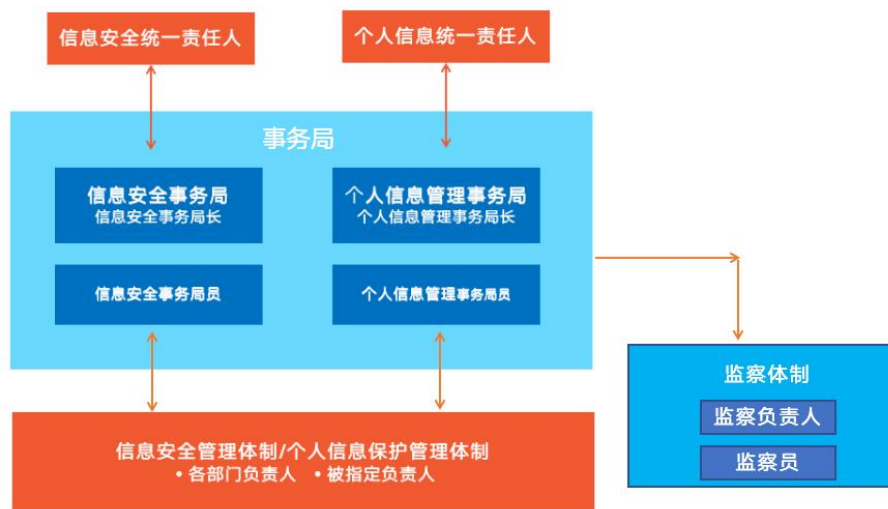 信息安全统一责任人
个人信息统一责任人
事务局
信息安全事务局
信息安全事务局长
个人信息管理事务局
个人信息管理事务局长
信息安全事务局员
个人信息管理事务局员
监察体制
监察负责人
监察员
信息安全管理体制/个人信息保护管理体制
• 各部门负责人 • 被指定负责人